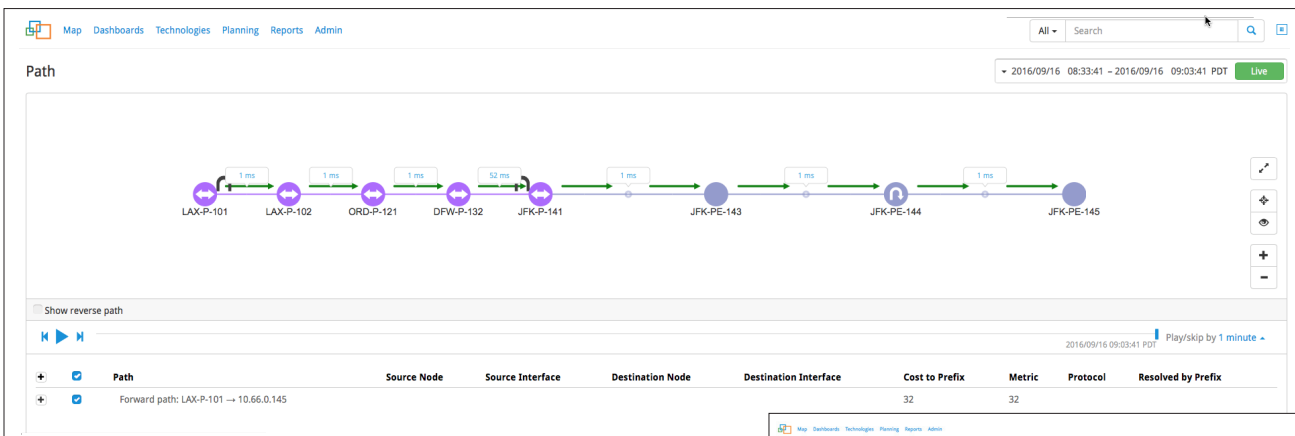 Map Dashboards Technologies Planning Reports Admin All Search
Path 2016/09/16 08:33:41 – 2016/09/16 09:03:41 PDT Live
1 ms 1 ms 1 ms 52 ms 1 ms 1 ms 1 ms
LAX-P-101 LAX-P-102 ORD-P-121 DFW-P-132 JFK-P-141 JFK-PE-143 JFK-PE-144 JFK-PE-145
Show reverse path
2016/09/16 09:03:41 PDT Play/skip by 1 minute
Path Source Node Source Interface Destination Node Destination Interface Cost to Prefix Metric Protocol Resolved by Prefix
Forward path: LAX-P-101 → 10.66.0.145 32 32
Map Dashboards Technologies Planning Reports Admin